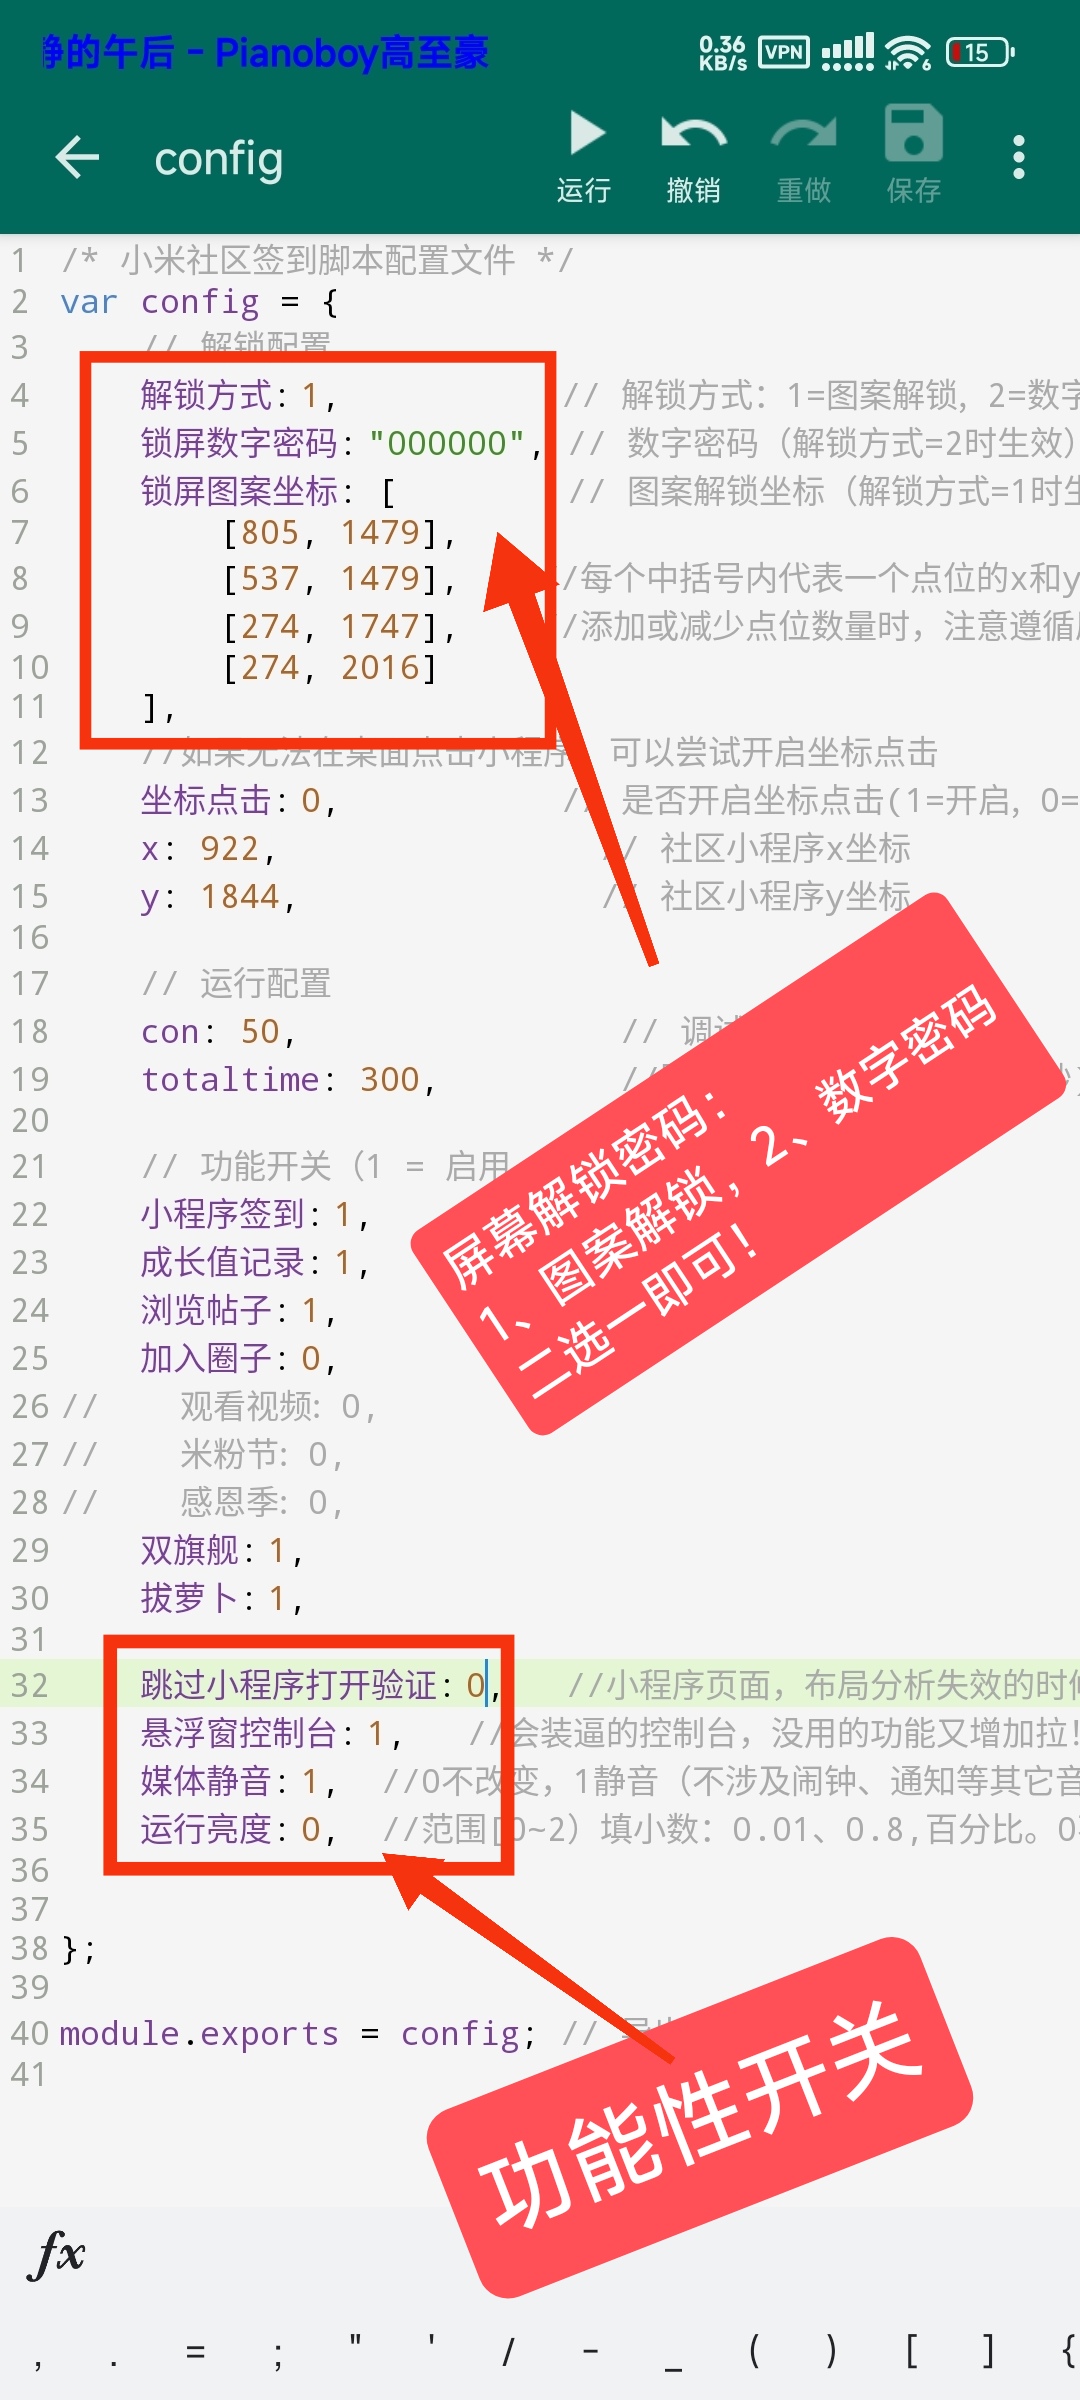 的午后 - Pianoboy高至豪
0.36 KB/s VPN 6 15
config
运行 撤销 重做 保存
1 /* 小米社区签到脚本配置文件 */
2 var config = {
3 // 解锁配置
4 解锁方式: 1, // 解锁方式: 1=图案解锁, 2=数字
5 锁屏数字密码: "000000", // 数字密码（解锁方式=2时生效）
6 锁屏图案坐标: [ // 图案解锁坐标（解锁方式=1时生
7 [805, 1479],
8 [537, 1479], /每个中括号内代表一个点位的x和y
9 [274, 1747], /添加或减少点位数量时，注意遵循
10 [274, 2016]
11 ],
12 //如果无法在桌面点击小程序 可以尝试开启坐标点击
13 坐标点击: 0, // 是否开启坐标点击(1=开启, 0=
14 x: 922, // 社区小程序x坐标
15 y: 1844, // 社区小程序y坐标
16
17 // 运行配置
18 con: 50, // 调试
19 totaltime: 300, //
20
21 // 功能开关（1 = 启用
22 小程序签到: 1,
23 成长值记录: 1,
24 浏览帖子: 1,
25 加入圈子: 0,
26 // 观看视频: 0,
27 // 米粉节: 0,
28 // 感恩季: 0,
29 双旗舰: 1,
30 拔萝卜: 1,
31
32 跳过小程序打开验证: 0, //小程序页面，布局分析失效的时候
33 悬浮窗控制台: 1, //会装逼的控制台，没用的功能又增加拉！
34 媒体静音: 1, //0不改变，1静音（不涉及闹钟、通知等其它音
35 运行亮度: 0, //范围[0~2）填小数: 0.01、0.8,百分比。0
36
37
38 };
39
40 module.exports = config; //
41
屏幕解锁密码：
1、图案解锁，2、数字密码
二选一即可！
功能性开关
fx
, . = ; " ' / - _ ( ) [ ] {